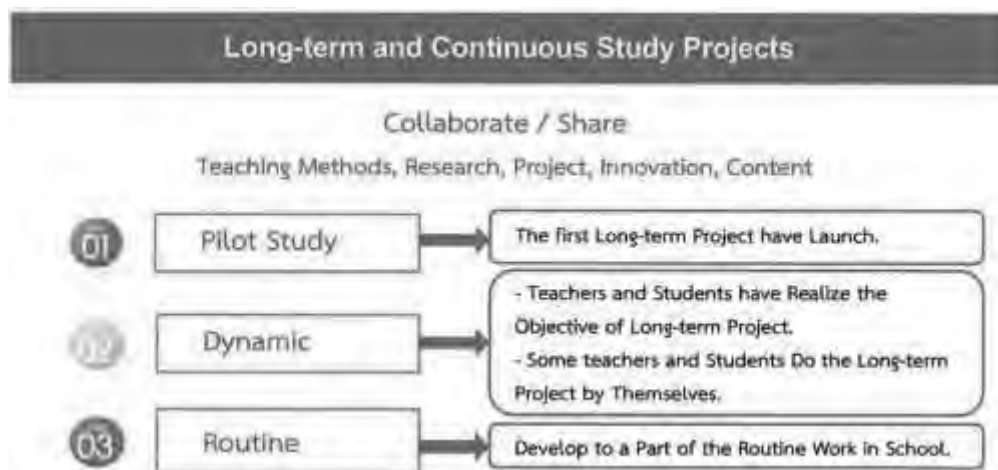 Long-term and Continuous Study Projects
Collaborate / Share
Teaching Methods, Research, Project, Innovation, Content
01
Pilot Study
The first Long-term Project have Launch.
02
Dynamic
- Teachers and Students have Realize the
Objective of Long-term Project.
- Some teachers and Students Do the Long-term
Project by Themselves.
03
Routine
Develop to a Part of the Routine Work in School.